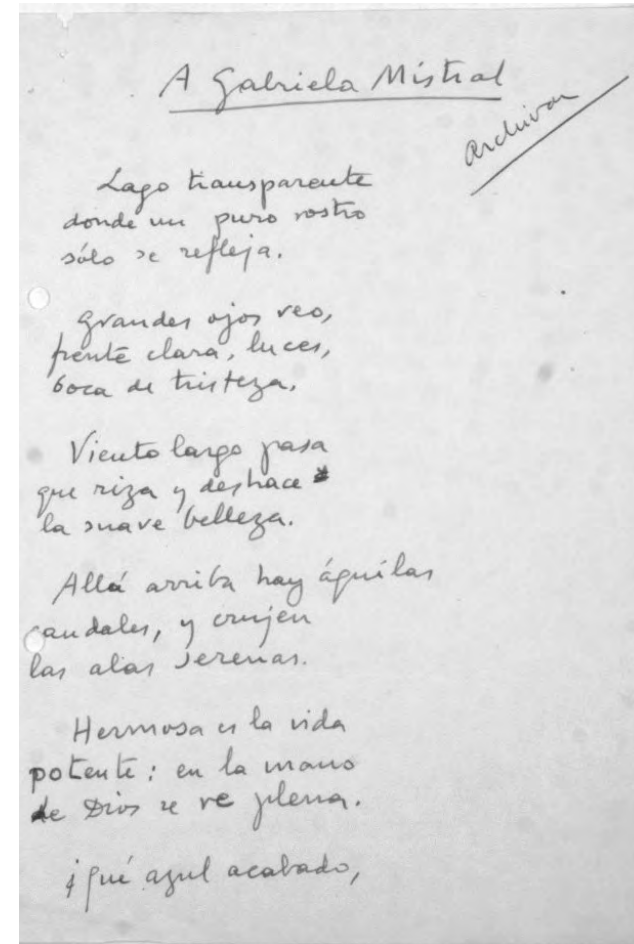 A Gabriela Mistral
Archivar
Lago transparente
donde un puro rostro
sólo se refleja.
Grandes ojos veo,
frente clara, luces,
boca de tristeza.
Viento largo pasa
que riza y deshace
la suave belleza.
Allá arriba hay águilas
caudales, y crujen
las alas serenas.
Hermosa es la vida
potente: en la mano
de Dios se ve plena.
¡Qué azul acabado,